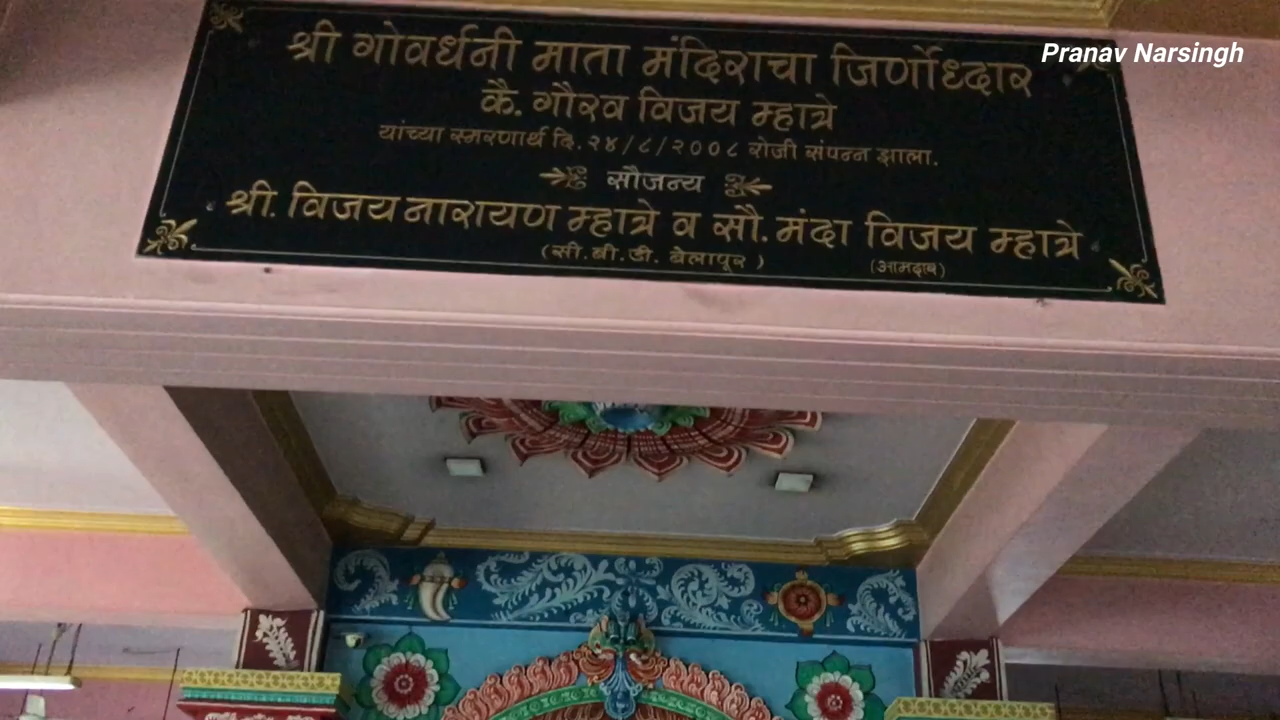 Pranav Narsingh
श्री गोवर्धनी माता मंदिराचा जिर्णोध्दार
कै. गौरव विजय म्हात्रे
यांच्या स्मरणार्थ दि. २४/८/२००८ रोजी संपन्न झाला.
सौजन्य
श्री. विजय नारायण म्हात्रे व सौ. मंदा विजय म्हात्रे
(सी.बी.डी. बेलापूर) (आमदार)